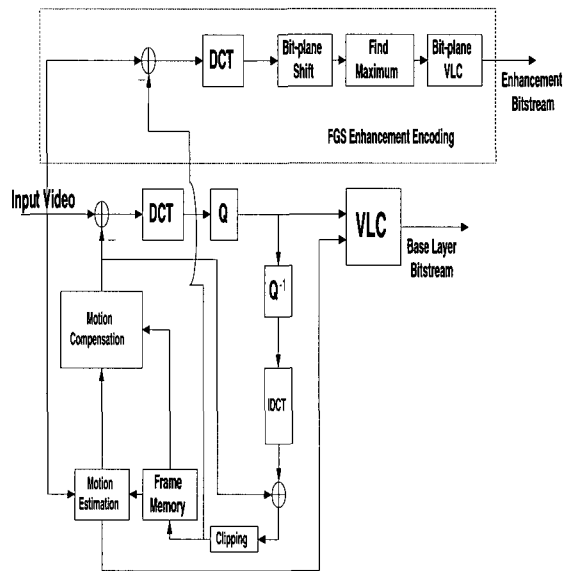 DCT
Bit-plane
Shift
Find
Maximum
Bit-plane
VLC
Enhancement
Bitstream
FGS Enhancement Encoding
Input Video
DCT
Q
VLC
Base Layer
Bitstream
Q⁻¹
Motion
Compensation
IDCT
Motion
Estimation
Frame
Memory
Clipping